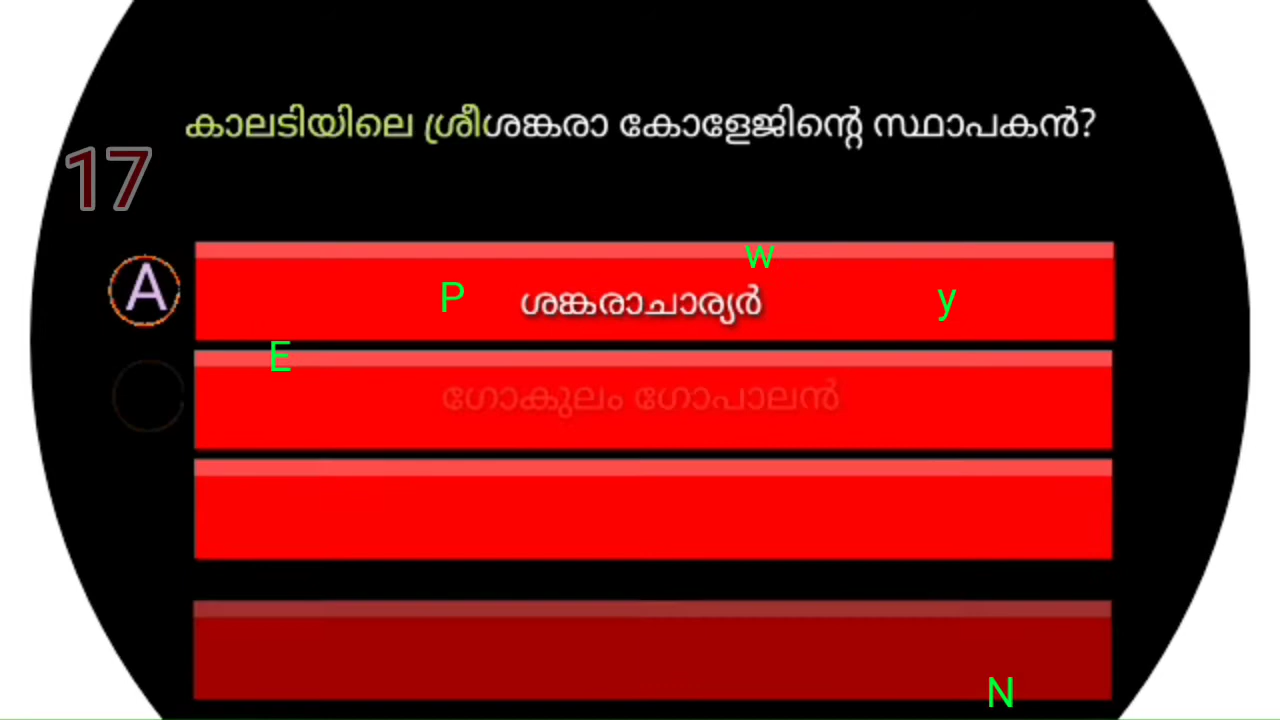 കാലടിയിലെ ശ്രീശങ്കരാ കോളേജിന്റെ സ്ഥാപകൻ?
17
w
A
P ശങ്കരാചാര്യർ y
E
ഗോകുലം ഗോപാലൻ
N